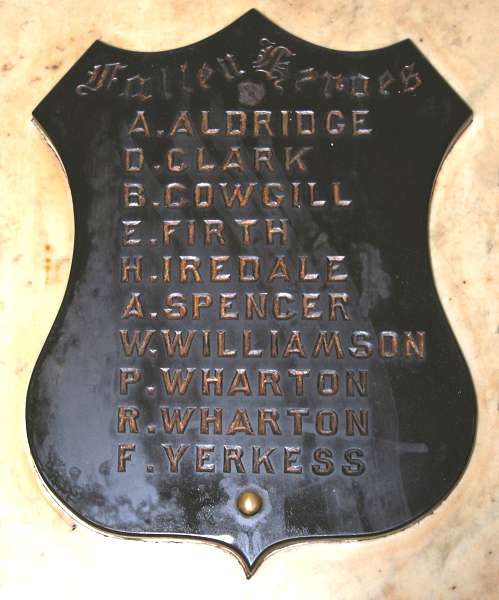 Fallen Heroes
A. ALDRIDGE
D. CLARK
B. COWGILL
E. FIRTH
H. IREDALE
A. SPENCER
W. WILLIAMSON
P. WHARTON
R. WHARTON
F. YERKESS